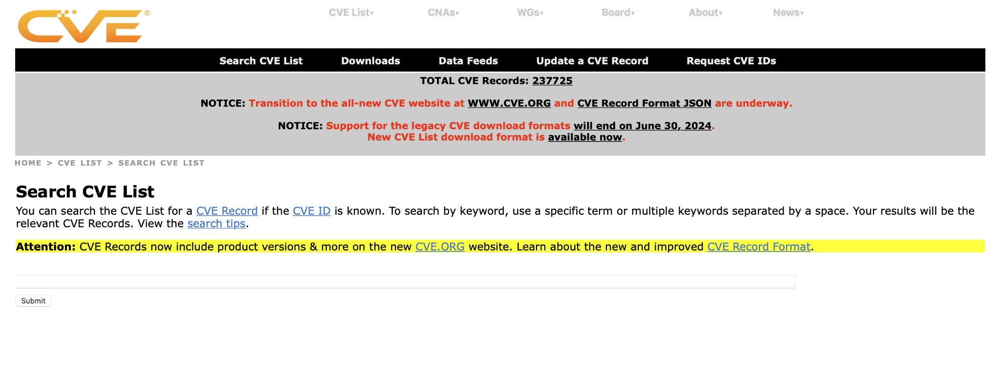 CVE®
CVE List▾ CNAs▾ WGs▾ Board▾ About▾ News▾
Search CVE List Downloads Data Feeds Update a CVE Record Request CVE IDs
TOTAL CVE Records: 237725
NOTICE: Transition to the all-new CVE website at WWW.CVE.ORG and CVE Record Format JSON are underway.
NOTICE: Support for the legacy CVE download formats will end on June 30, 2024.
New CVE List download format is available now.
HOME > CVE LIST > SEARCH CVE LIST
Search CVE List
You can search the CVE List for a CVE Record if the CVE ID is known. To search by keyword, use a specific term or multiple keywords separated by a space. Your results will be the
relevant CVE Records. View the search tips.
Attention: CVE Records now include product versions & more on the new CVE.ORG website. Learn about the new and improved CVE Record Format.
Submit